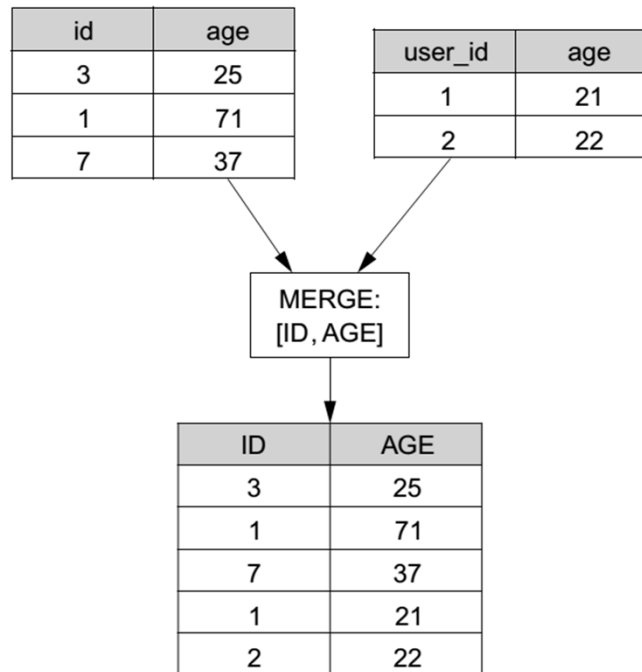 id age
3 25
1 71
7 37
user_id age
1 21
2 22
MERGE:
[ID, AGE]
ID AGE
3 25
1 71
7 37
1 21
2 22